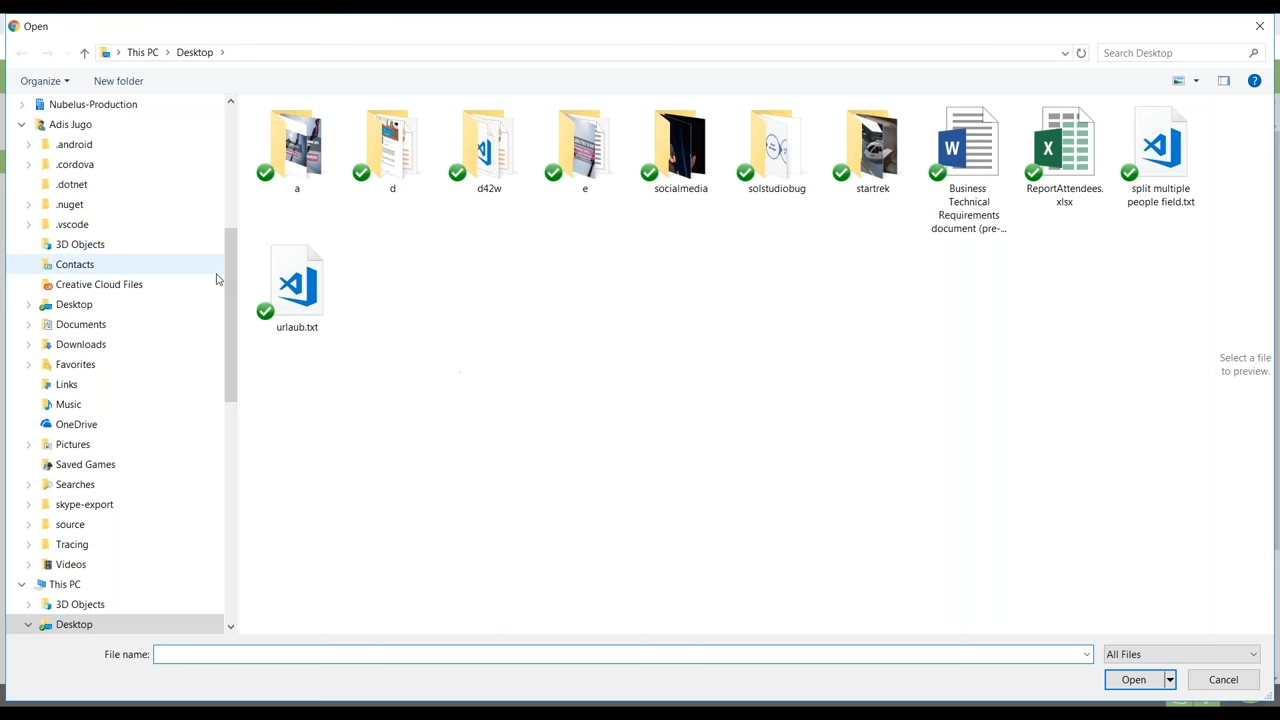 Open
This PC
Desktop
Search Desktop
Organize
New folder
Nubelus-Production
Adis Jugo
.android
.cordova
.dotnet
.nuget
.vscode
3D Objects
Contacts
Creative Cloud Files
Desktop
Documents
Downloads
Favorites
Links
Music
OneDrive
Pictures
Saved Games
Searches
skype-export
source
Tracing
Videos
This PC
3D Objects
Desktop
a
d
d42w
e
socialmedia
solstudiobug
startrek
Business
Technical
Requirements
document (pre-...
ReportAttendees.
xlsx
split multiple
people field.txt
urlaub.txt
Select a file
to preview.
File name:
All Files
Open
Cancel